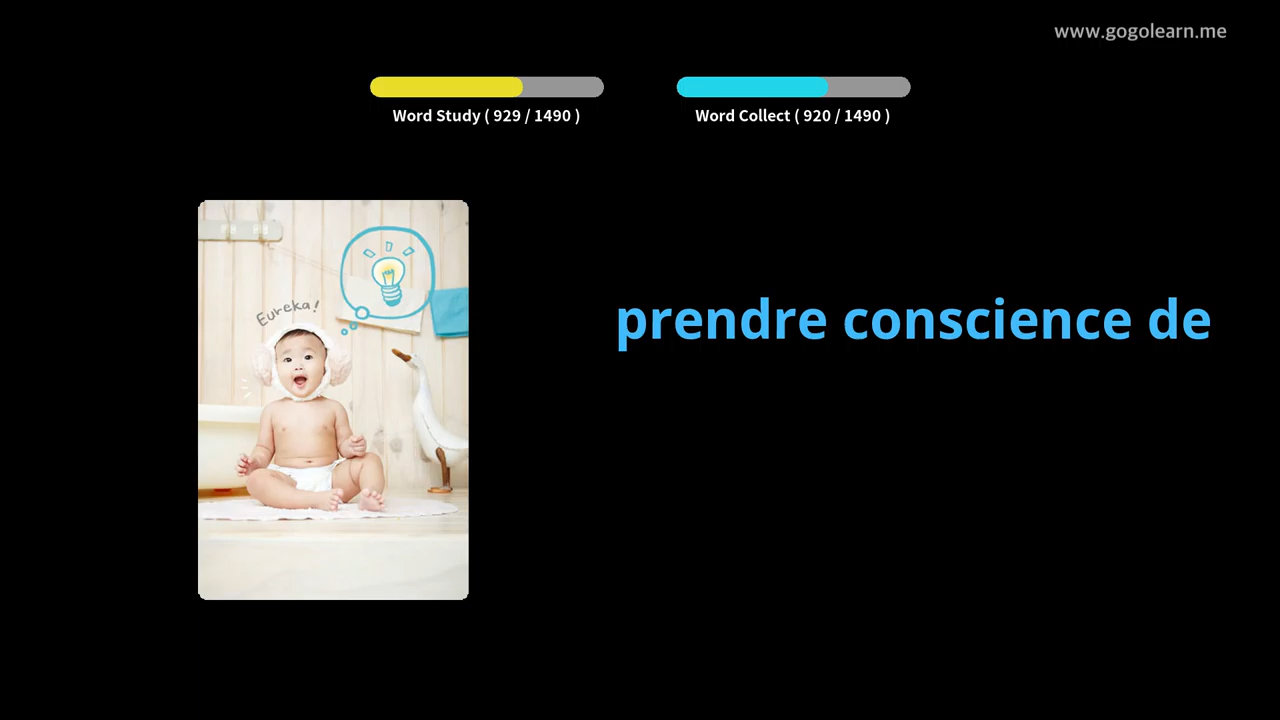 www.gogolearn.me
Word Study ( 929 / 1490 )
Word Collect ( 920 / 1490 )
Eureka!
prendre conscience de